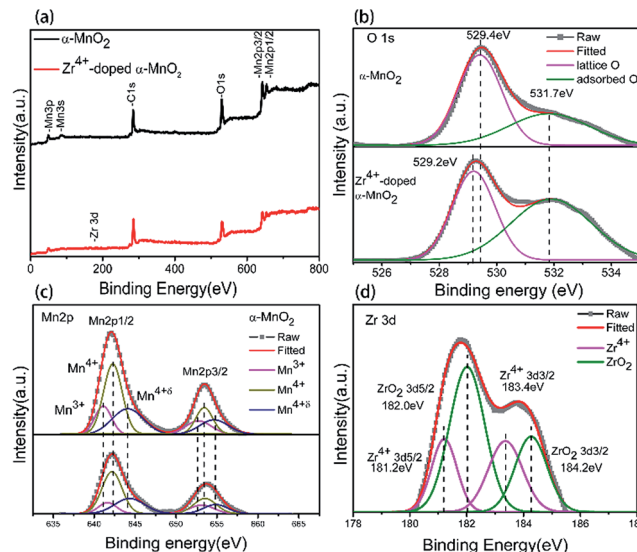 (a)
α-MnO₂
Zr⁴⁺-doped α-MnO₂
-Mn3p
-Mn3s
-C1s
-O1s
-Mn2p3/2
-Mn2p1/2
-Zr 3d
Intensity(a.u.)
0 200 400 600 800
Binding Energy(eV)
(b)
O 1s
529.4eV
Raw
Fitted
lattice O
adsorbed O
α-MnO₂
531.7eV
529.2eV
Zr⁴⁺-doped
α-MnO₂
Intensity (a.u.)
525 530 535
Binding Energy(eV)
(c)
Mn2p
Mn2p1/2
α-MnO₂
Raw
Fitted
Mn³⁺
Mn⁴⁺
Mn⁴⁺ᵟ
Mn⁴⁺
Mn³⁺
Mn⁴⁺ᵟ
Mn2p3/2
Intensity(a.u.)
635 640 645 650 655 660 665
Binding energy(eV)
(d)
Zr 3d
Raw
Fitted
Zr⁴⁺
ZrO₂
Zr⁴⁺ 3d3/2
183.4eV
ZrO₂ 3d5/2
182.0eV
Zr⁴⁺ 3d5/2
181.2eV
ZrO₂ 3d3/2
184.2eV
Intensity(a.u.)
178 180 182 184 186
Binding Energy(eV)